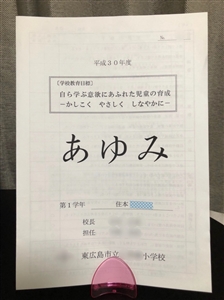 No.
平成30年度
〔学校教育目標〕
自ら学ぶ意欲にあふれた児童の育成
－かしこく　やさしく　しなやかに－
あゆみ
第1学年　佳本
校長
担任
東広島市立　小学校